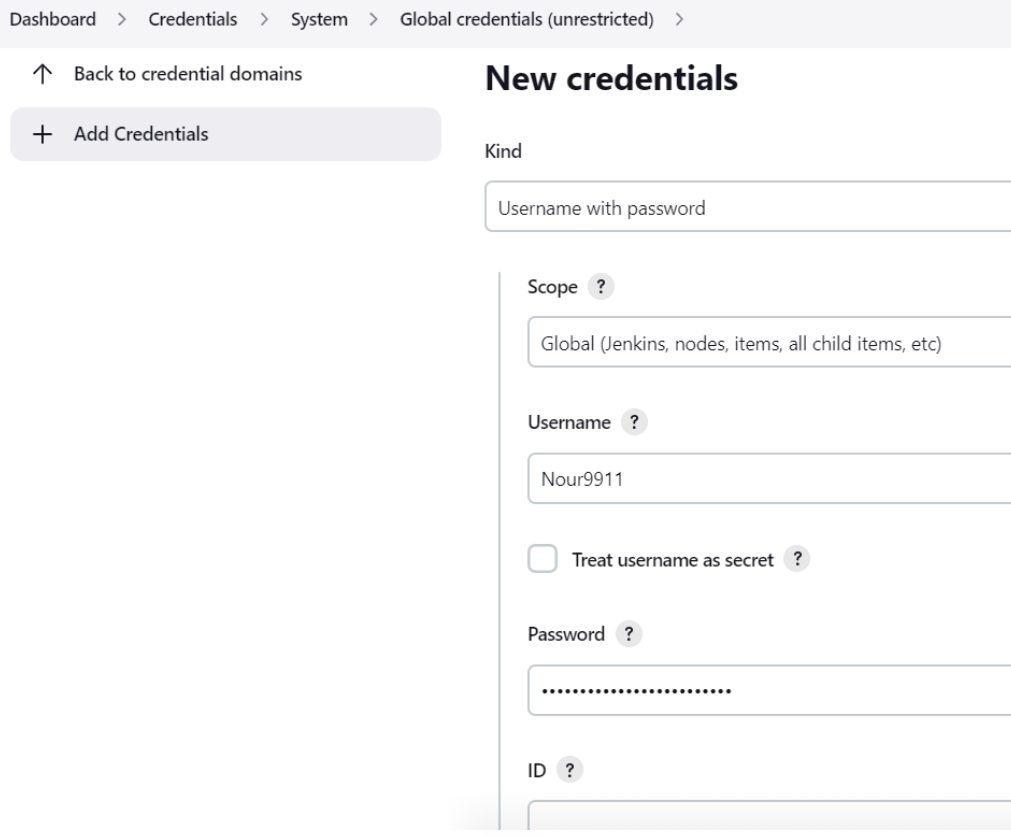 Dashboard > Credentials > System > Global credentials (unrestricted) >
Back to credential domains
Add Credentials
New credentials
Kind
Username with password
Scope ?
Global (Jenkins, nodes, items, all child items, etc)
Username ?
Nour9911
Treat username as secret ?
Password ?
••••••••••••••••••••••••••
ID ?